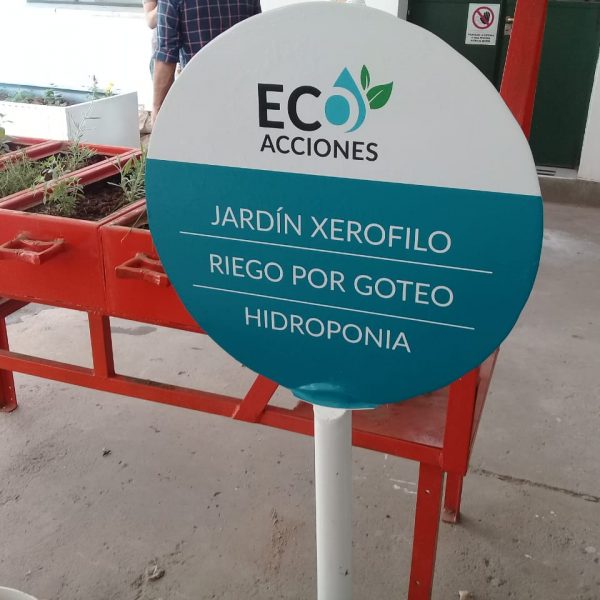 ECO
ACCIONES
JARDÍN XEROFILO
RIEGO POR GOTEO
HIDROPONIA